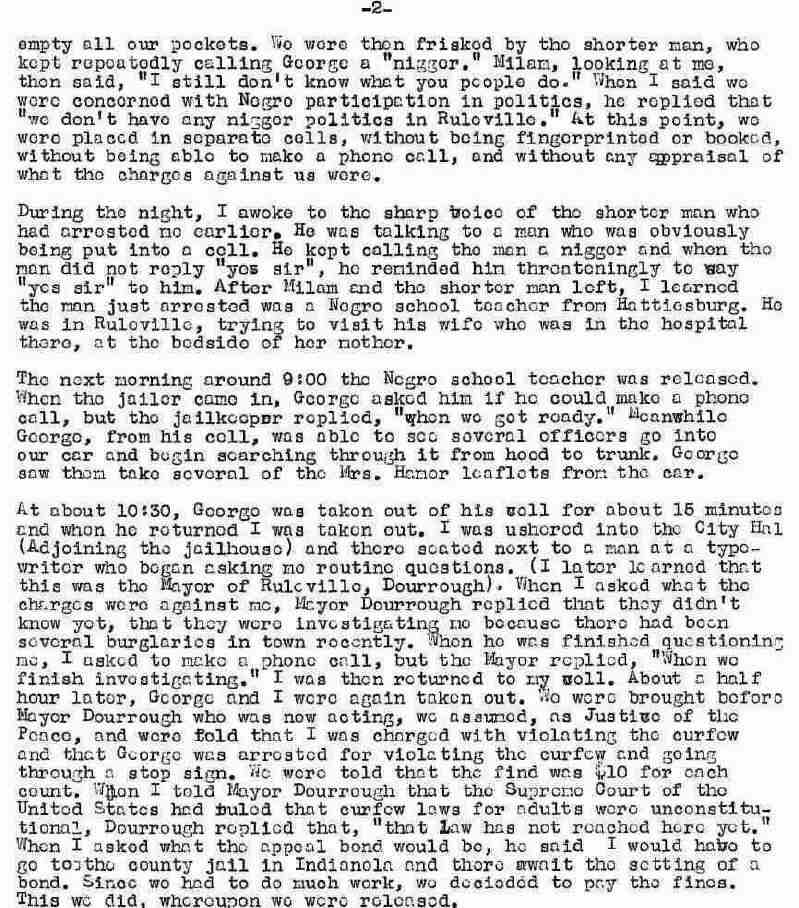 -2-
empty all our pockets. We were then frisked by the shorter man, who
kept repeatedly calling George a "nigger." Milam, looking at me,
then said, "I still don't know what you people do." When I said we
were concerned with Negro participation in politics, he replied that
"we don't have any nigger politics in Ruleville." At this point, we
were placed in separate cells, without being fingerprinted or booked,
without being able to make a phone call, and without any appraisal of
what the charges against us were.
During the night, I awoke to the sharp voice of the shorter man who
had arrested me earlier. He was talking to a man who was obviously
being put into a cell. He kept calling the man a nigger and when the
man did not reply "yes sir", he reminded him threateningly to say
"yes sir" to him. After Milam and the shorter man left, I learned
the man just arrested was a Negro school teacher from Hattiesburg. He
was in Ruleville, trying to visit his wife who was in the hospital
there, at the bedside of her mother.
The next morning around 9:00 the Negro school teacher was released.
When the jailer came in, George asked him if he could make a phone
call, but the jailkeeper replied, "when we get ready." Meanwhile
George, from his cell, was able to see several officers go into
our car and begin searching through it from hood to trunk. George
saw them take several of the Mrs. Hamer leaflets from the car.
At about 10:30, George was taken out of his cell for about 15 minutes
and when he returned I was taken out. I was ushered into the City Hal
(Adjoining the jailhouse) and there seated next to a man at a type-
writer who began asking me routine questions. (I later learned that
this was the Mayor of Ruleville, Dourrough). When I asked what the
charges were against me, Mayor Dourrough replied that they didn't
know yet, that they were investigating me because there had been
several burglaries in town recently. When he was finished questioning
me, I asked to make a phone call, but the Mayor replied, "When we
finish investigating." I was then returned to my cell. About a half
hour later, George and I were again taken out. We were brought before
Mayor Dourrough who was now acting, we assumed, as Justice of the
Peace, and were told that I was charged with violating the curfew
and that George was arrested for violating the curfew and going
through a stop sign. We were told that the find was $10 for each
count. When I told Mayor Dourrough that the Supreme Court of the
United States had ruled that curfew laws for adults were unconstitu-
tional, Dourrough replied that, "that law has not reached here yet."
When I asked what the appeal bond would be, he said I would have to
go to the county jail in Indianola and there await the setting of a
bond. Since we had to do much work, we decieded to pay the fines.
This we did, whereupon we were released.